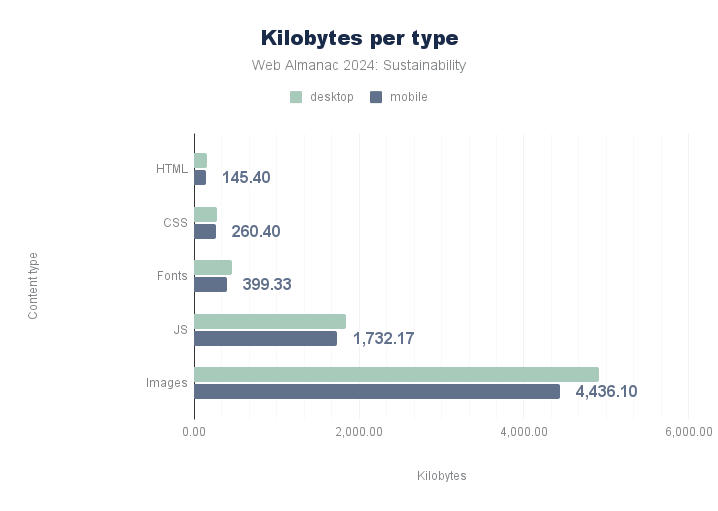 Kilobytes per type
Web Almanac 2024: Sustainability
desktop mobile
HTML 145.40
CSS 260.40
Fonts 399.33
JS 1,732.17
Images 4,436.10
Content type
0.00 2,000.00 4,000.00 6,000.00
Kilobytes